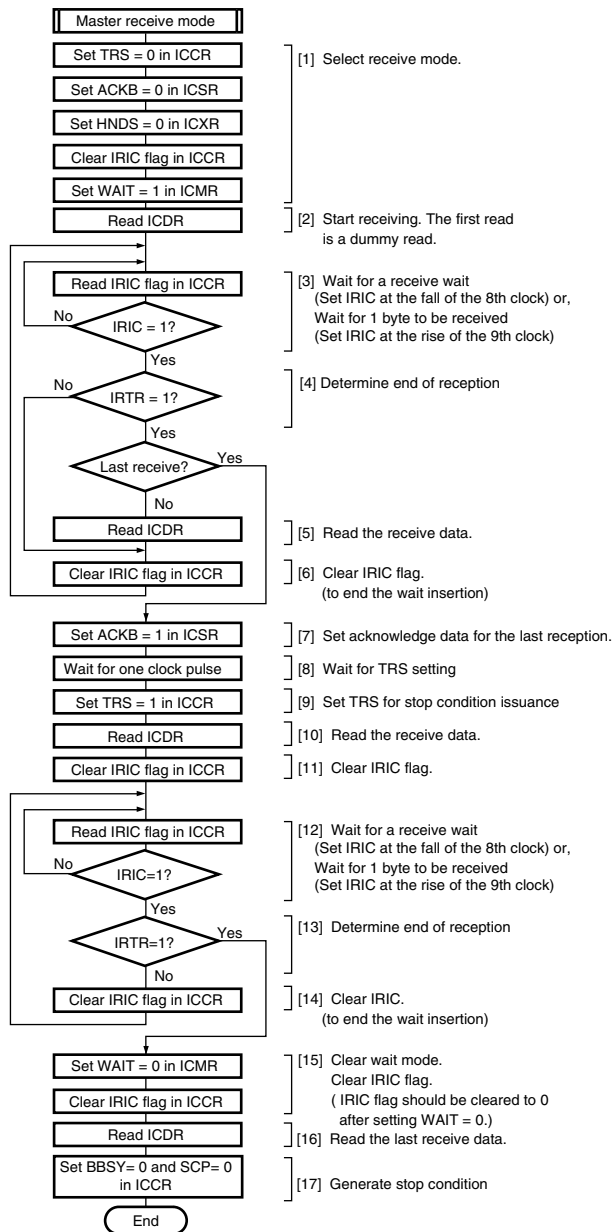 Master receive mode
Set TRS = 0 in ICCR
[1] Select receive mode.
Set ACKB = 0 in ICSR
Set HNDS = 0 in ICXR
Clear IRIC flag in ICCR
Set WAIT = 1 in ICMR
Read ICDR
[2] Start receiving. The first read
is a dummy read.
Read IRIC flag in ICCR
[3] Wait for a receive wait
(Set IRIC at the fall of the 8th clock) or,
Wait for 1 byte to be received
(Set IRIC at the rise of the 9th clock)
No
IRIC = 1?
Yes
No
IRTR = 1?
[4] Determine end of reception
Yes
Last receive?
Yes
No
Read ICDR
[5] Read the receive data.
Clear IRIC flag in ICCR
[6] Clear IRIC flag.
(to end the wait insertion)
Set ACKB = 1 in ICSR
[7] Set acknowledge data for the last reception.
Wait for one clock pulse
[8] Wait for TRS setting
Set TRS = 1 in ICCR
[9] Set TRS for stop condition issuance
Read ICDR
[10] Read the receive data.
Clear IRIC flag in ICCR
[11] Clear IRIC flag.
Read IRIC flag in ICCR
[12] Wait for a receive wait
(Set IRIC at the fall of the 8th clock) or,
Wait for 1 byte to be received
(Set IRIC at the rise of the 9th clock)
No
IRIC=1?
Yes
IRTR=1?
Yes
[13] Determine end of reception
No
Clear IRIC flag in ICCR
[14] Clear IRIC.
(to end the wait insertion)
Set WAIT = 0 in ICMR
[15] Clear wait mode.
Clear IRIC flag.
( IRIC flag should be cleared to 0
after setting WAIT = 0.)
Clear IRIC flag in ICCR
Read ICDR
[16] Read the last receive data.
Set BBSY= 0 and SCP= 0
in ICCR
[17] Generate stop condition
End